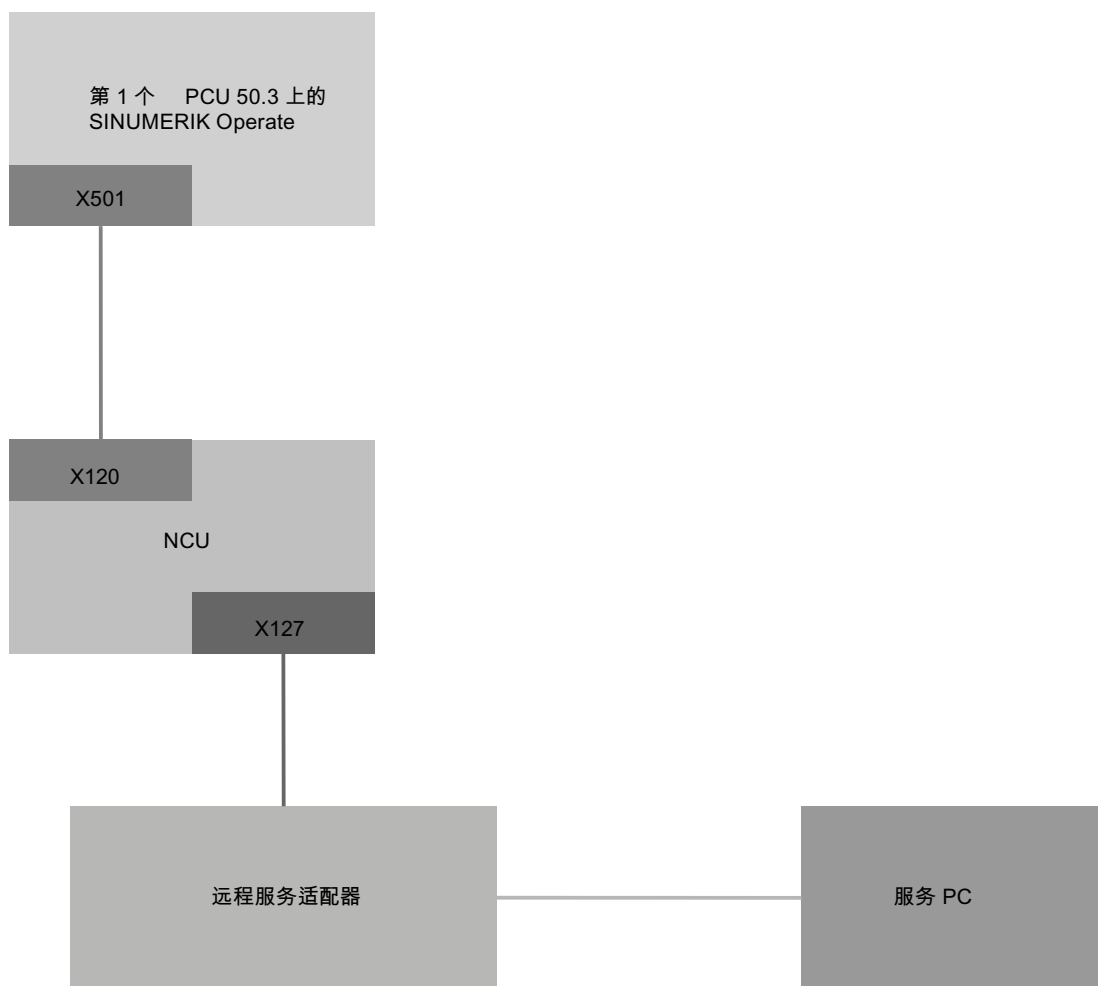 第 1 个 PCU 50.3 上的
SINUMERIK Operate
X501
X120
NCU
X127
远程服务适配器
服务 PC